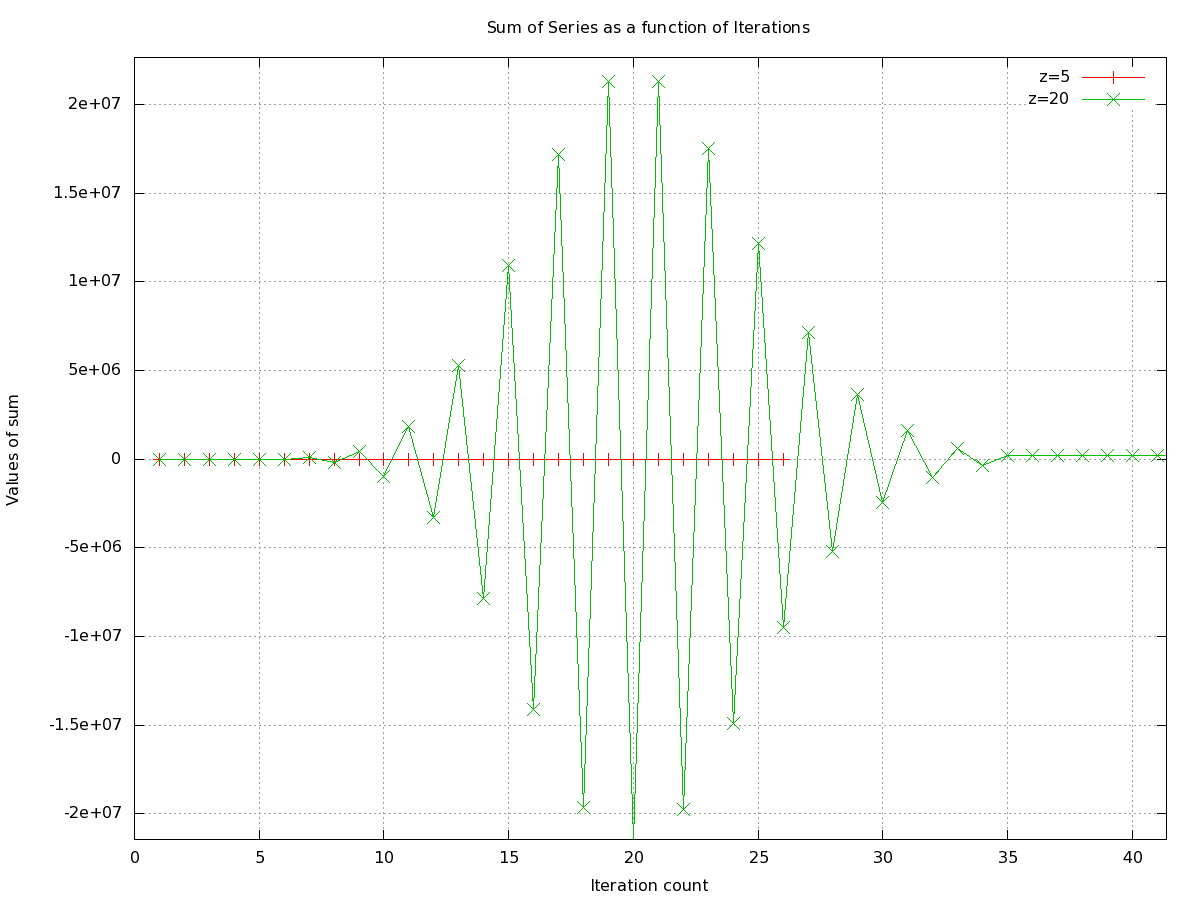 Sum of Series as a function of Iterations
z=5
z=20
Values of sum
2e+07
1.5e+07
1e+07
5e+06
0
-5e+06
-1e+07
-1.5e+07
-2e+07
0 5 10 15 20 25 30 35 40
Iteration count